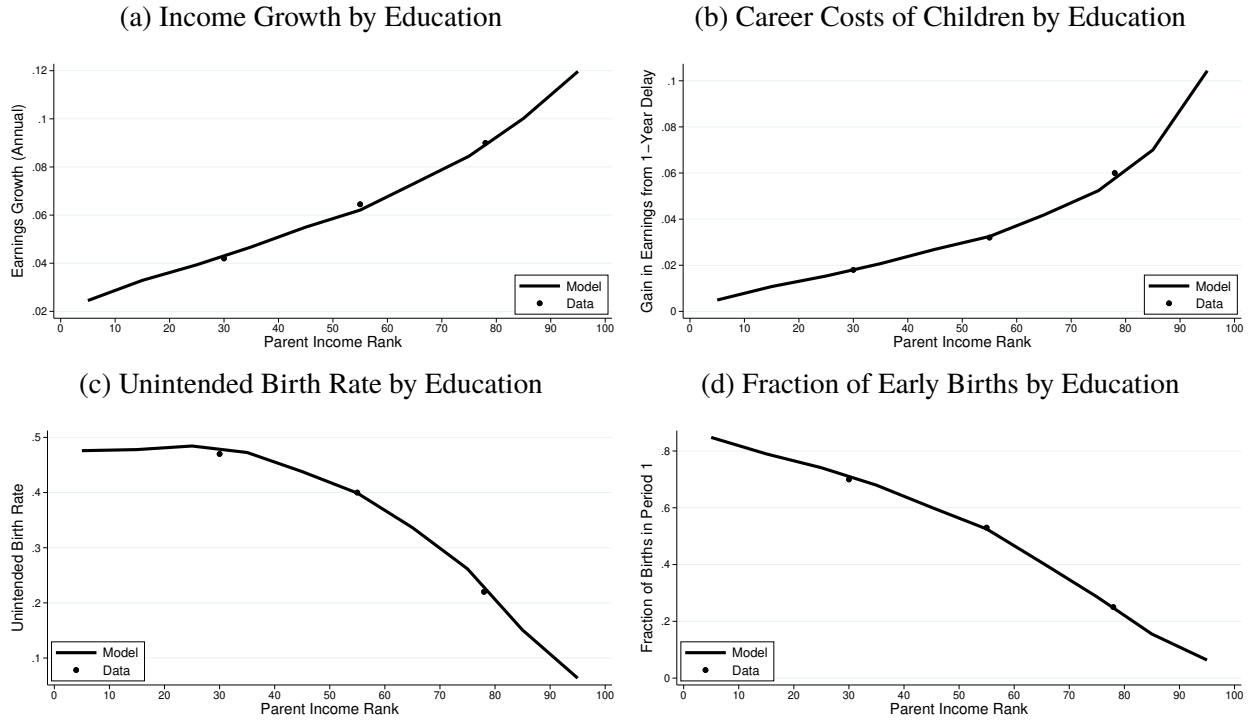 (a) Income Growth by Education
Earnings Growth (Annual)
.12
.1
.08
.06
.04
.02
0 10 20 30 40 50 60 70 80 90 100
Parent Income Rank
Model
Data
(b) Career Costs of Children by Education
Gain in Earnings from 1−Year Delay
.1
.08
.06
.04
.02
0
0 10 20 30 40 50 60 70 80 90 100
Parent Income Rank
Model
Data
(c) Unintended Birth Rate by Education
Unintended Birth Rate
.5
.4
.3
.2
.1
0 10 20 30 40 50 60 70 80 90 100
Parent Income Rank
Model
Data
(d) Fraction of Early Births by Education
Fraction of Births in Period 1
.8
.6
.4
.2
0
0 10 20 30 40 50 60 70 80 90 100
Parent Income Rank
Model
Data